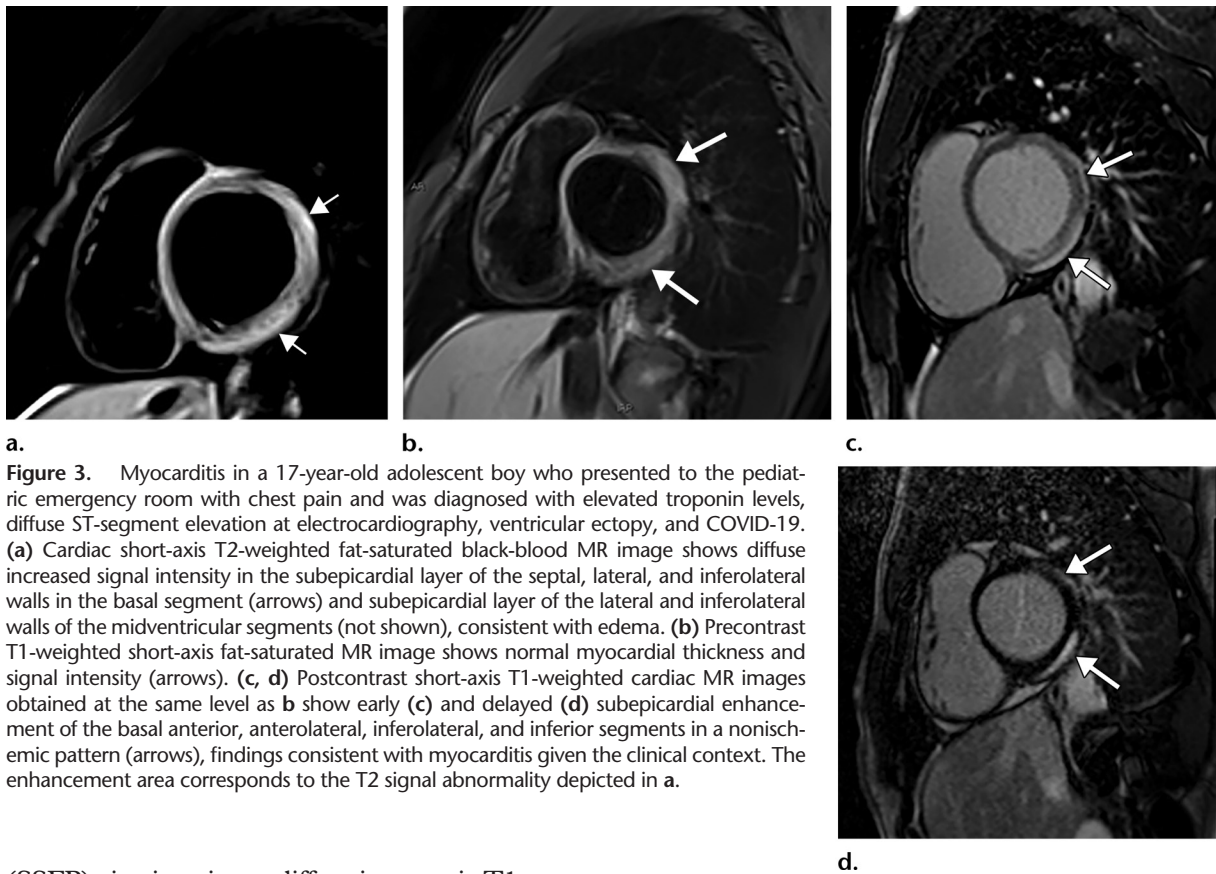 a.
b.
c.
Figure 3. Myocarditis in a 17-year-old adolescent boy who presented to the pediat-
ric emergency room with chest pain and was diagnosed with elevated troponin levels,
diffuse ST-segment elevation at electrocardiography, ventricular ectopy, and COVID-19.
(a) Cardiac short-axis T2-weighted fat-saturated black-blood MR image shows diffuse
increased signal intensity in the subepicardial layer of the septal, lateral, and inferolateral
walls in the basal segment (arrows) and subepicardial layer of the lateral and inferolateral
walls of the midventricular segments (not shown), consistent with edema. (b) Precontrast
T1-weighted short-axis fat-saturated MR image shows normal myocardial thickness and
signal intensity (arrows). (c, d) Postcontrast short-axis T1-weighted cardiac MR images
obtained at the same level as b show early (c) and delayed (d) subepicardial enhance-
ment of the basal anterior, anterolateral, inferolateral, and inferior segments in a nonisch-
emic pattern (arrows), findings consistent with myocarditis given the clinical context. The
enhancement area corresponds to the T2 signal abnormality depicted in a.
d.